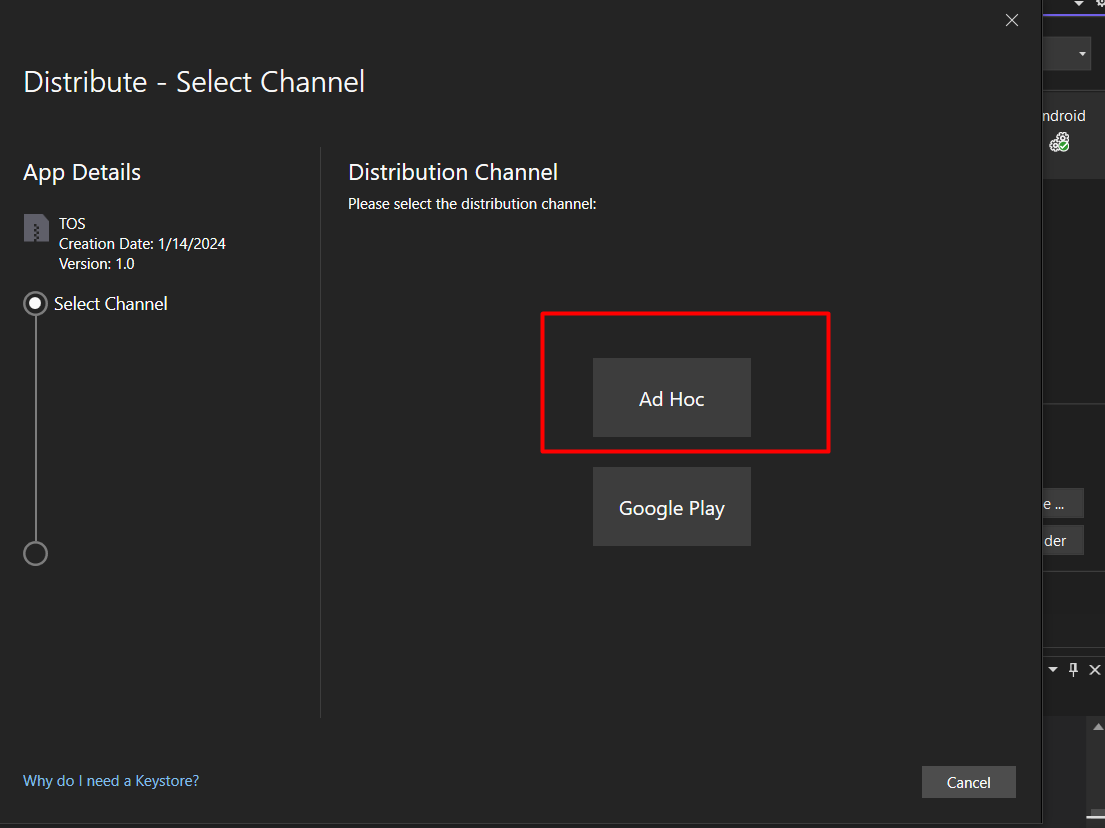 Distribute - Select Channel
ndroid
App Details
TOS
Creation Date: 1/14/2024
Version: 1.0
Select Channel
Distribution Channel
Please select the distribution channel:
Ad Hoc
Google Play
e ...
der
Why do I need a Keystore?
Cancel